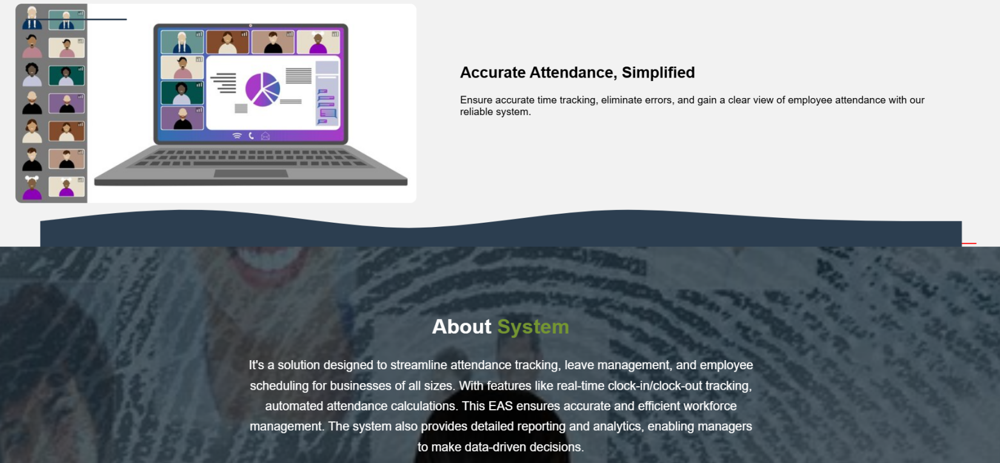 Accurate Attendance, Simplified
Ensure accurate time tracking, eliminate errors, and gain a clear view of employee attendance with our
reliable system.
About System
It's a solution designed to streamline attendance tracking, leave management, and employee
scheduling for businesses of all sizes. With features like real-time clock-in/clock-out tracking,
automated attendance calculations. This EAS ensures accurate and efficient workforce
management. The system also provides detailed reporting and analytics, enabling managers
to make data-driven decisions.